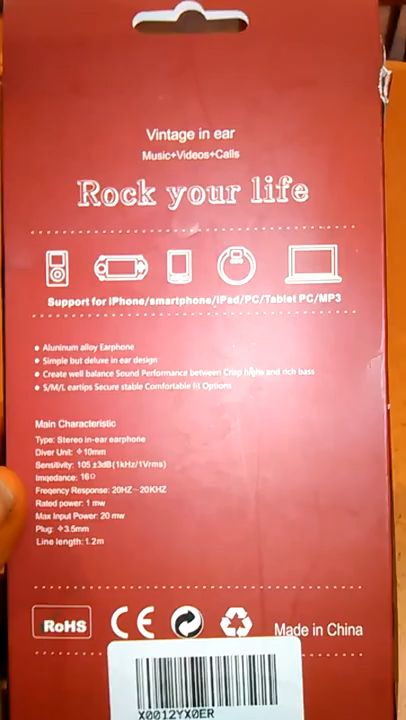 Vintage in ear
Music+Videos+Calls
Rock your life
Support for iPhone/smartphone/iPad/PC/Tablet PC/MP3
Aluninum alloy Earphone
Simple but deluxe in ear design
Create well balance Sound Performance between Crisp highs and rich bass
S/M/L eartips Secure stable Comfortable fit Options
Main Characteristic
Type: Stereo in-ear earphone
Diver Unit: Φ10mm
Sensitivity: 105 ±3dB(1kHz/1Vrms)
Imqedance: 16Ω
Freqency Response: 20HZ~20KHZ
Rated power: 1 mw
Max Input Power: 20 mw
Plug: Φ3.5mm
Line length: 1.2m
RoHS CE Made in China
X0012YX0ER